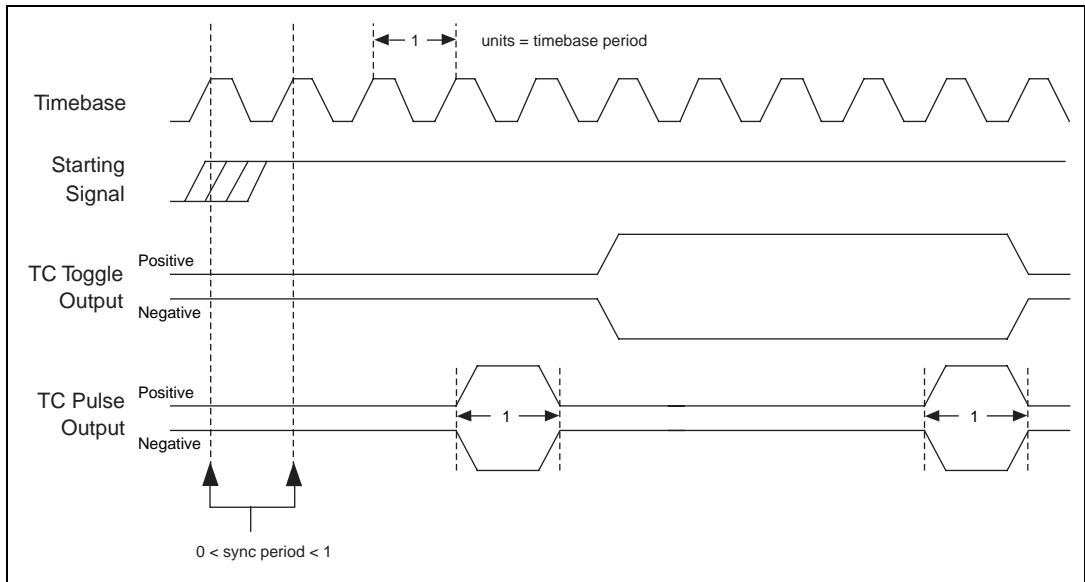 1
units = timebase period
Timebase
Starting
Signal
Positive
TC Toggle
Output
Negative
Positive
TC Pulse
Output
Negative
1
1
0 < sync period < 1